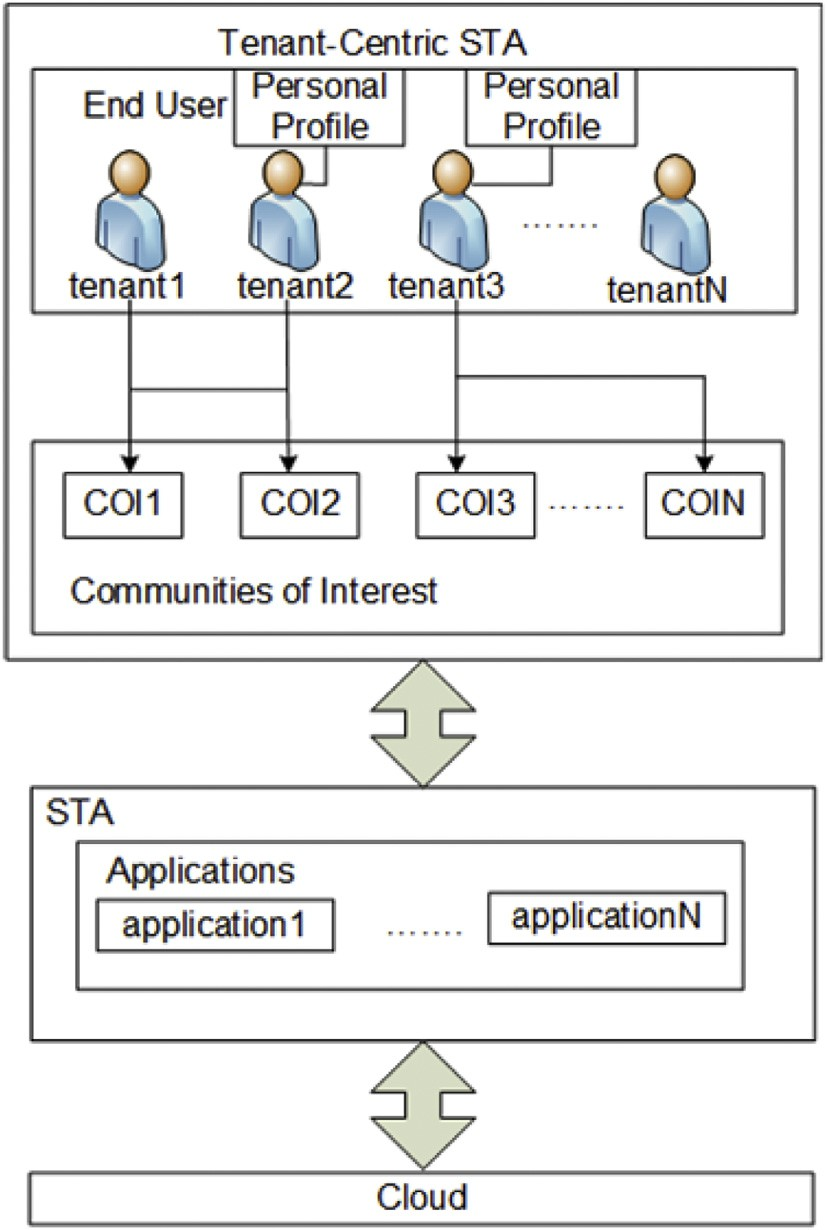 Tenant-Centric STA
End User
Personal
Profile
Personal
Profile
.......
tenant1
tenant2
tenant3
tenantN
COI1
COI2
COI3
.......
COIN
Communities of Interest
STA
Applications
application1
.......
applicationN
Cloud